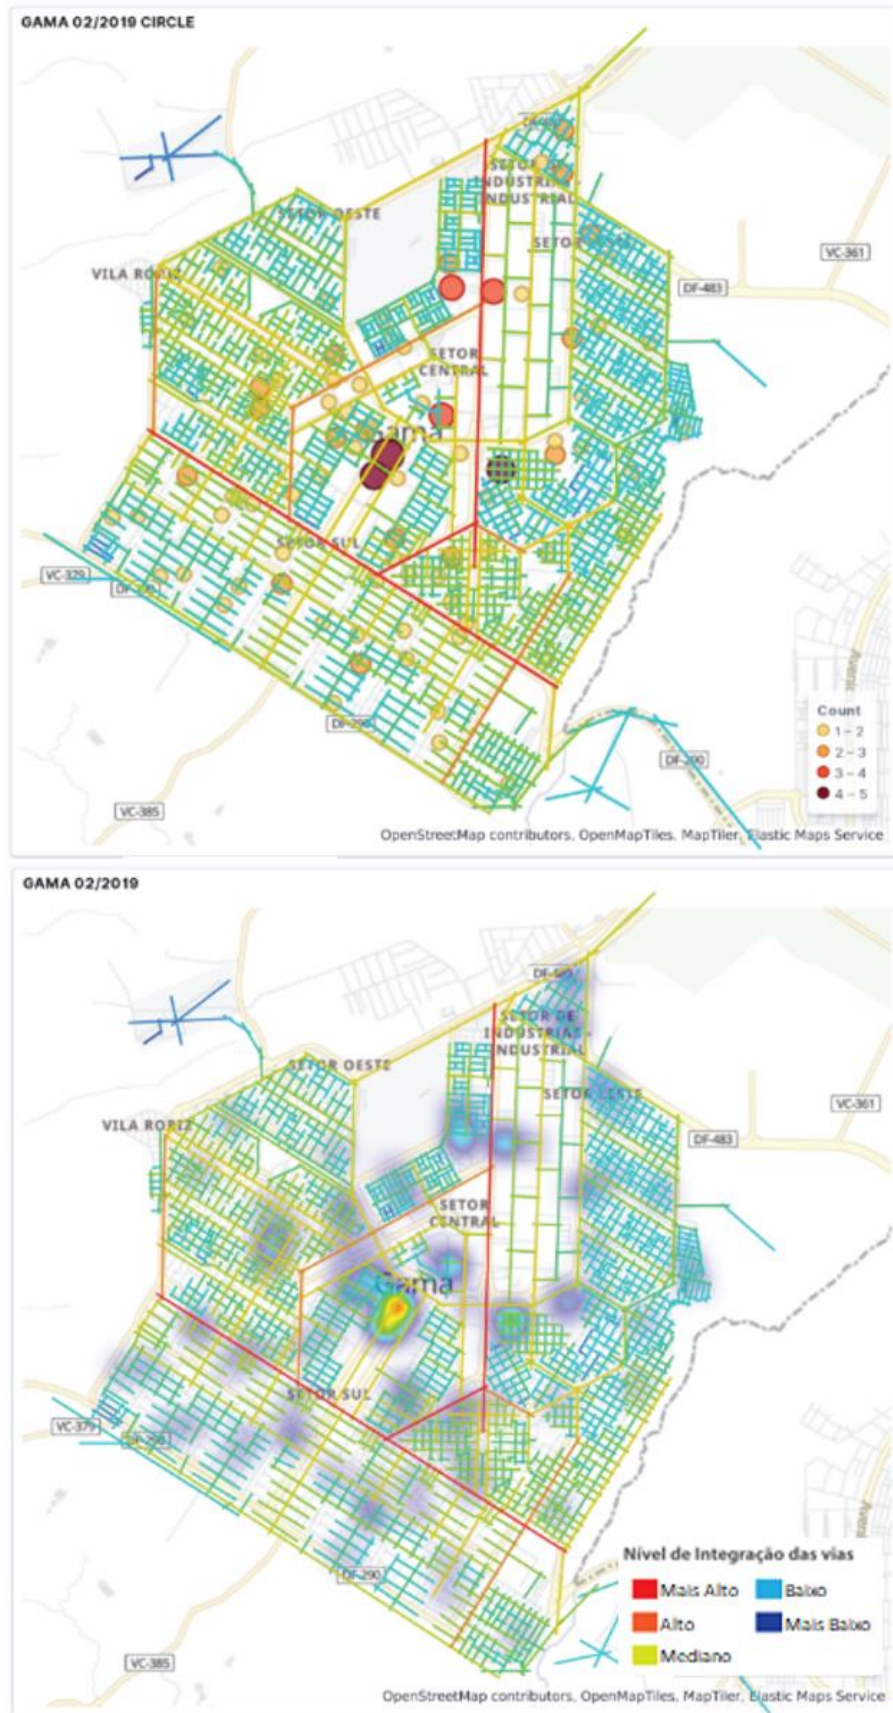 GAMA 02/2019 CIRCLE
SETOR
INDUSTRIA -
INDUSTRIAL
SETOR OESTE
VILA RORIZ
VC-361
DF-483
SETOR
CENTRAL
Gama
SETOR SUL
VC-379
DF-290
DF-290
VC-385
Count
1 – 2
2 – 3
3 – 4
4 – 5
OpenStreetMap contributors, OpenMapTiles, MapTiler, Elastic Maps Service
GAMA 02/2019
SETOR DE
INDUSTRIAS -
INDUSTRIAL
SETOR OESTE
SETOR LESTE
VC-361
VILA RORIZ
DF-483
SETOR
CENTRAL
Gama
SETOR SUL
VC-379
DF-290
DF-290
VC-385
Nível de Integração das vias
Mais Alto
Baixo
Alto
Mais Baixo
Mediano
OpenStreetMap contributors, OpenMapTiles, MapTiler, Elastic Maps Service